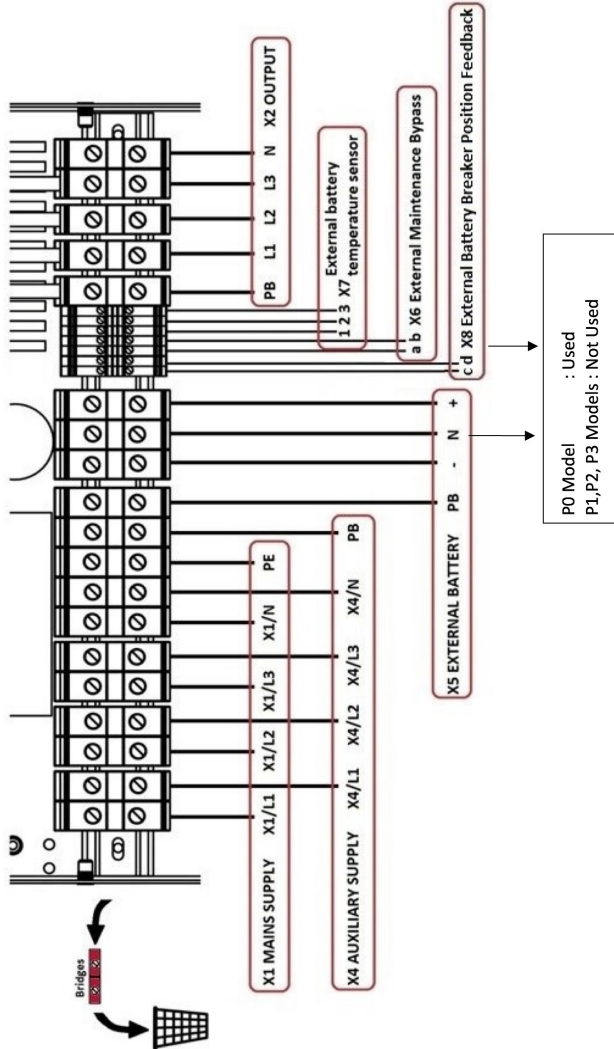 Bridges
X1 MAINS SUPPLY X1/L1 X1/L2 X1/L3 X1/N PE
X4 AUXILIARY SUPPLY X4/L1 X4/L2 X4/L3 X4/N PB
X5 EXTERNAL BATTERY PB - N +
c d X8 External Battery Breaker Position Feedback
a b X6 External Maintenance Bypass
1 2 3 X7 External battery
temperature sensor
PB L1 L2 L3 N X2 OUTPUT
P0 Model : Used
P1,P2, P3 Models : Not Used